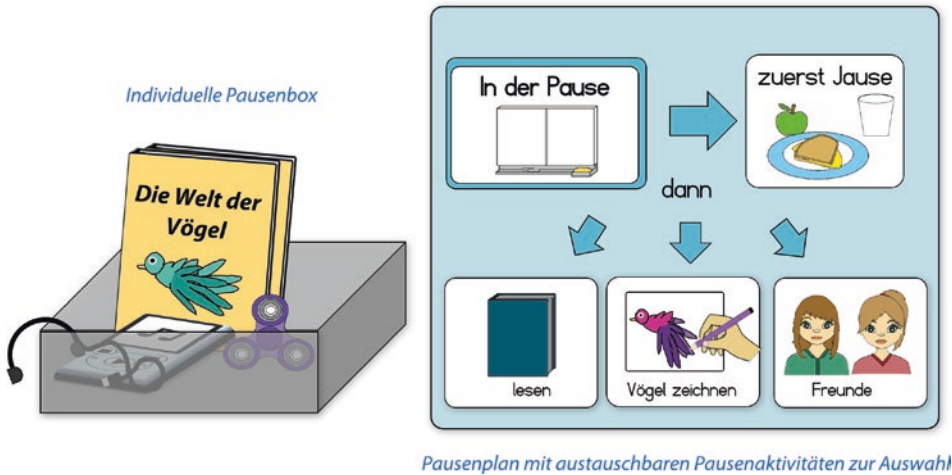 Individuelle Pausenbox
Die Welt der
Vögel
In der Pause
zuerst Jause
dann
lesen
Vögel zeichnen
Freunde
Pausenplan mit austauschbaren Pausenaktivitäten zur Auswahl